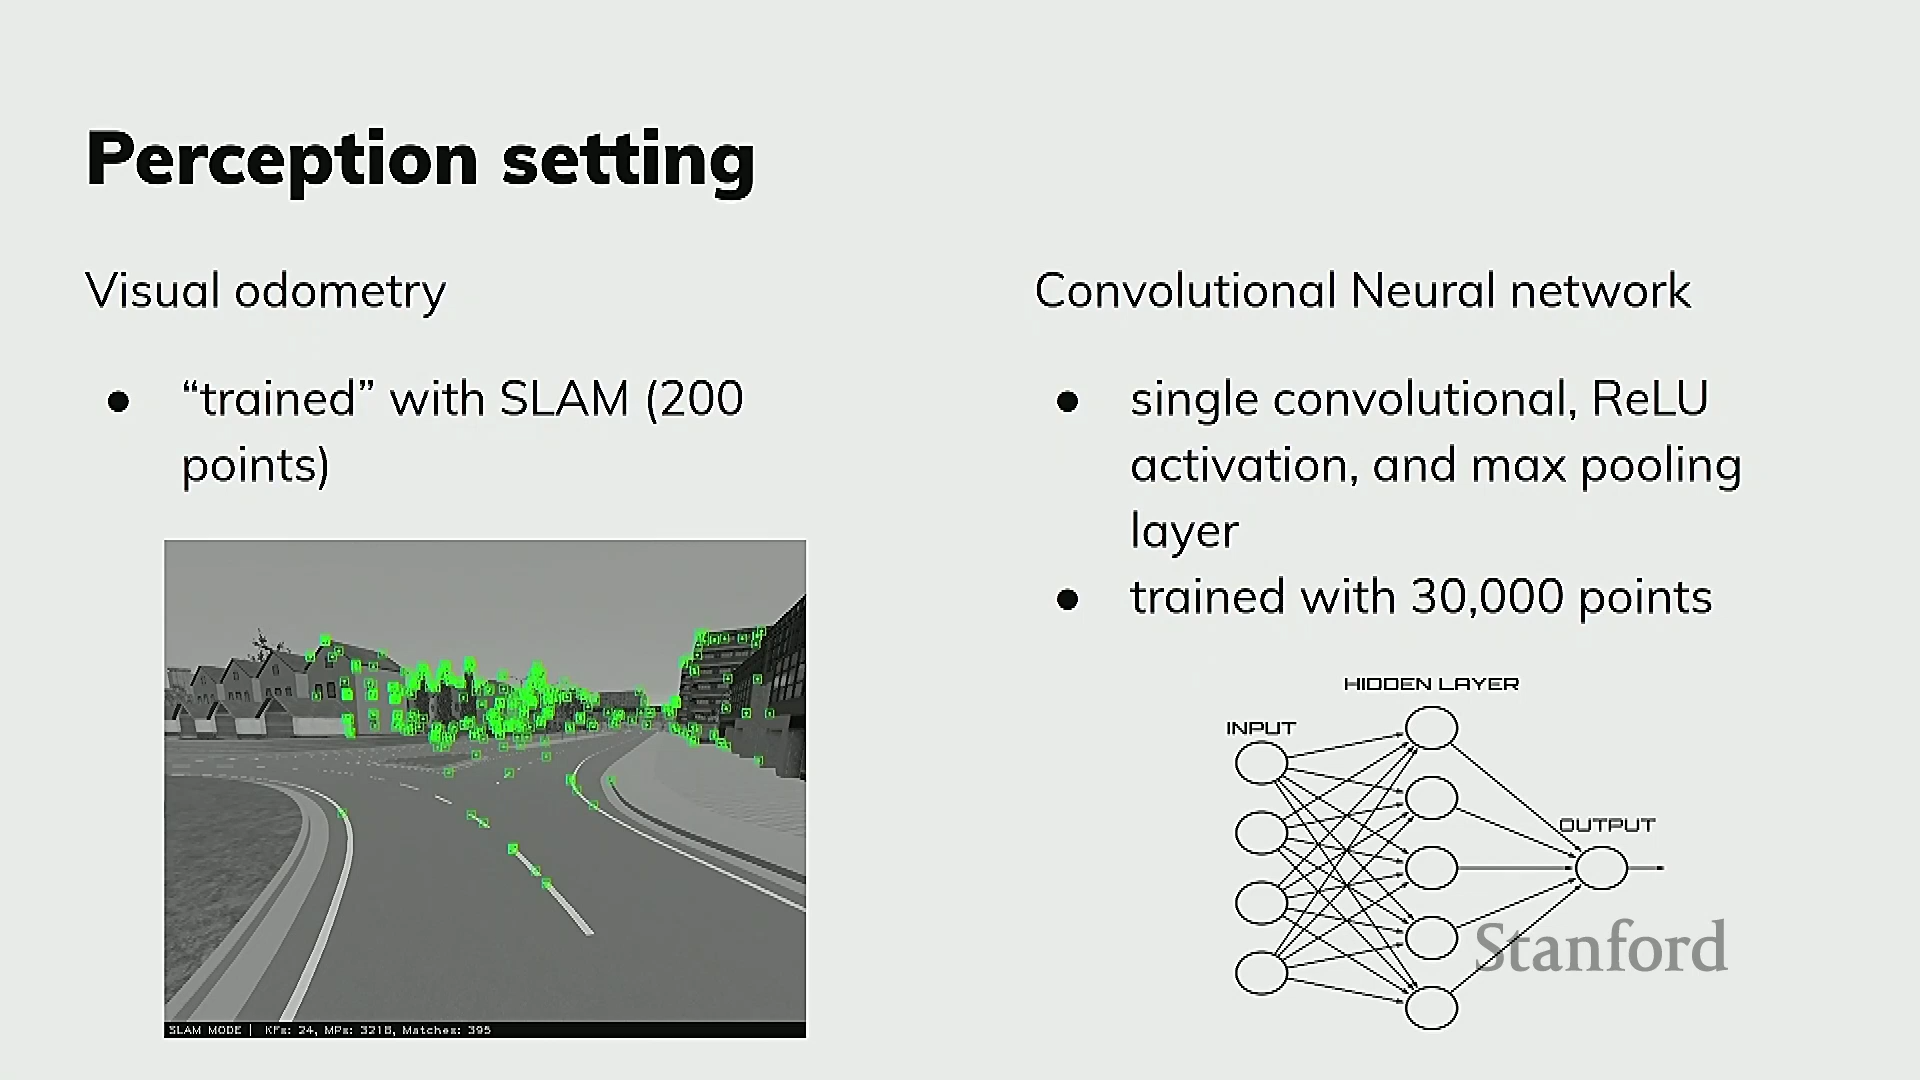 Perception setting
Visual odometry
● “trained” with SLAM (200
points)
SLAM MODE | KFs: 24, MPs: 3218, Matches: 395
Convolutional Neural network
● single convolutional, ReLU
activation, and max pooling
layer
● trained with 30,000 points
HIDDEN LAYER
INPUT
OUTPUT
Stanford